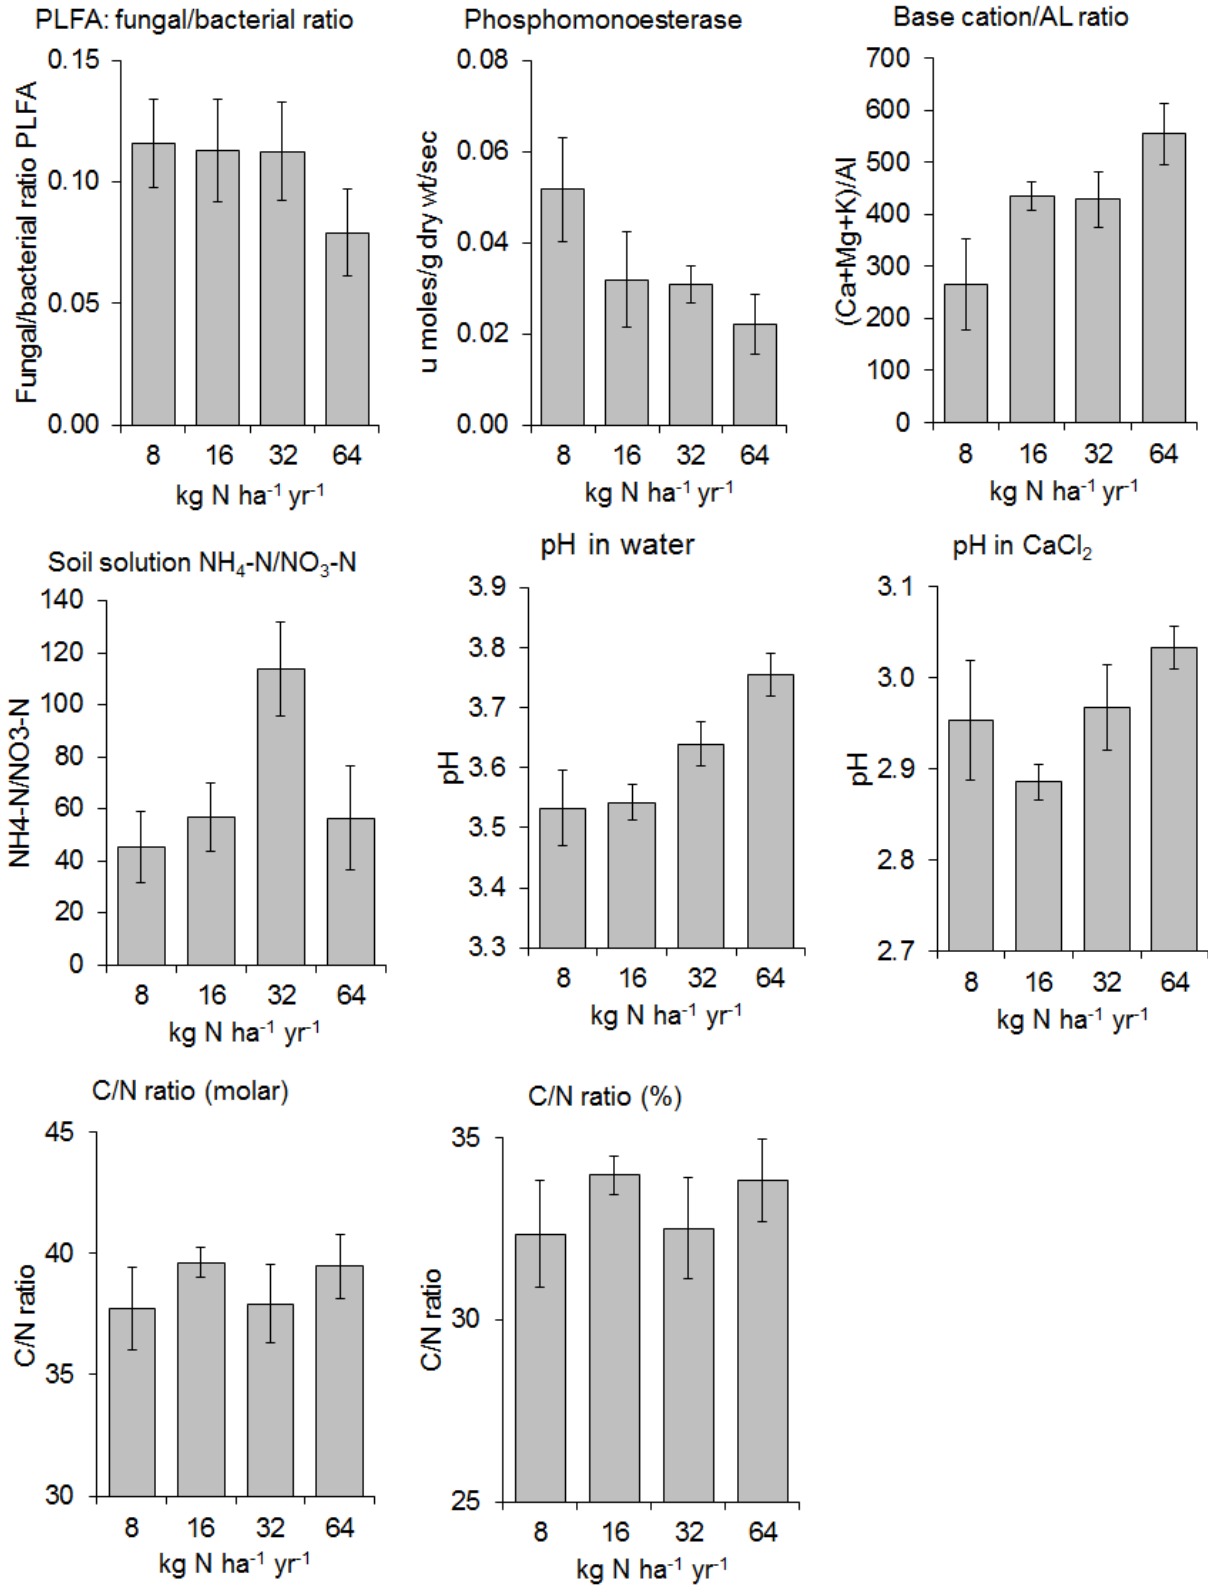 PLFA: fungal/bacterial ratio
Fungal/bacterial ratio PLFA
0.15
0.10
0.05
0.00
8 16 32 64
kg N ha⁻¹ yr⁻¹
Phosphomonoesterase
u moles/g dry wt/sec
0.08
0.06
0.04
0.02
0.00
8 16 32 64
kg N ha⁻¹ yr⁻¹
Base cation/AL ratio
(Ca+Mg+K)/Al
700
600
500
400
300
200
100
0
8 16 32 64
kg N ha⁻¹ yr⁻¹
Soil solution NH₄-N/NO₃-N
NH4-N/NO3-N
140
120
100
80
60
40
20
0
8 16 32 64
kg N ha⁻¹ yr⁻¹
pH in water
pH
3.9
3.8
3.7
3.6
3.5
3.4
3.3
8 16 32 64
kg N ha⁻¹ yr⁻¹
pH in CaCl₂
pH
3.1
3.0
2.9
2.8
2.7
8 16 32 64
kg N ha⁻¹ yr⁻¹
C/N ratio (molar)
C/N ratio
45
40
35
30
8 16 32 64
kg N ha⁻¹ yr⁻¹
C/N ratio (%)
C/N ratio
35
30
25
8 16 32 64
kg N ha⁻¹ yr⁻¹